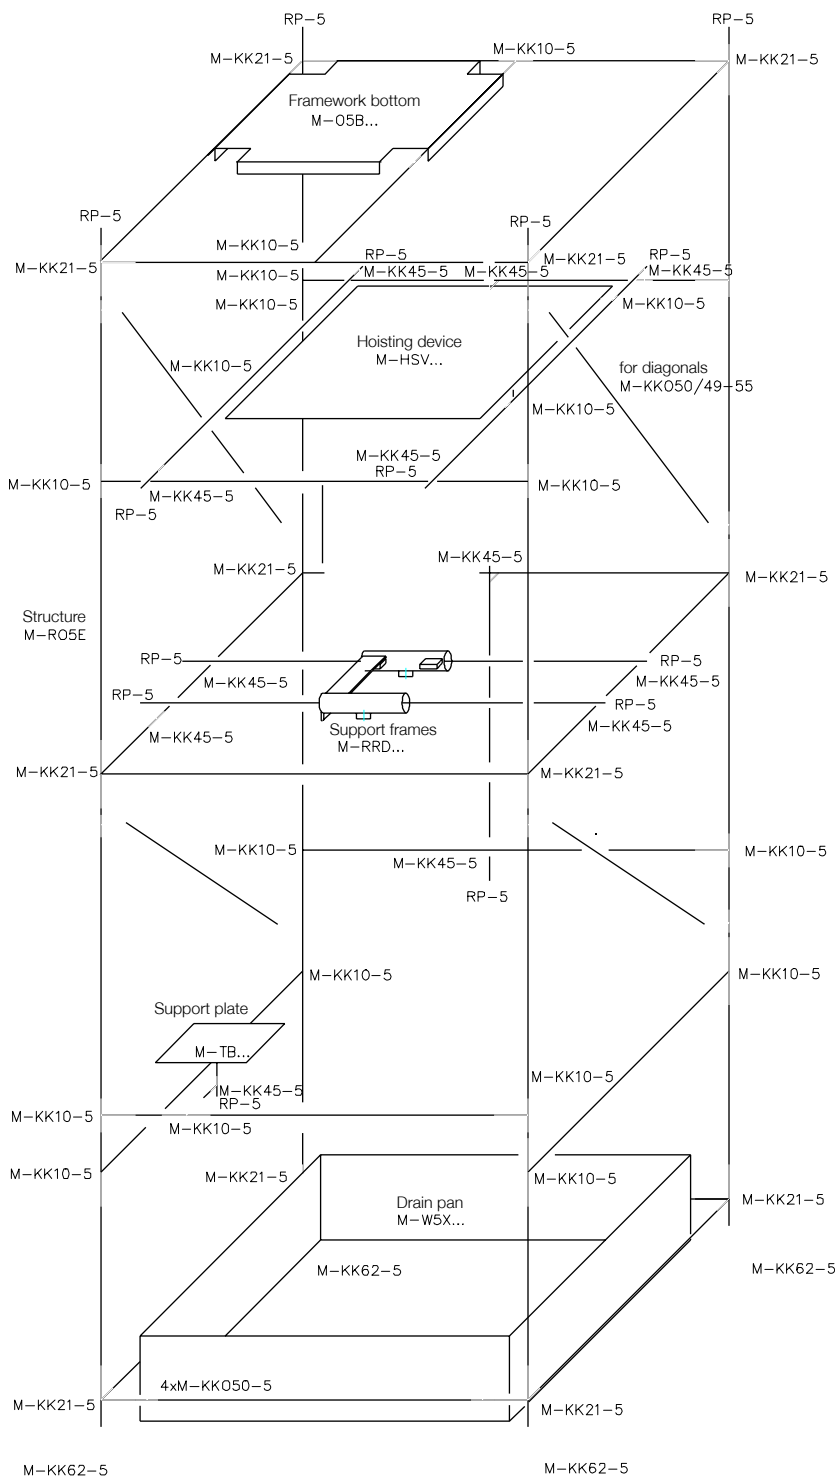 RP-5
RP-5
M-KK21-5
M-KK10-5
M-KK21-5
Framework bottom
M-O5B...
RP-5
RP-5
M-KK10-5
M-KK21-5
M-KK21-5
RP-5
RP-5
M-KK10-5
M-KK45-5
M-KK45-5
M-KK45-5
M-KK10-5
M-KK10-5
Hoisting device
M-HSV...
M-KK10-5
for diagonals
M-KKO50/49-55
M-KK10-5
M-KK45-5
RP-5
M-KK10-5
M-KK45-5
M-KK10-5
RP-5
M-KK45-5
M-KK21-5
M-KK21-5
Structure
M-RO5E
RP-5
RP-5
M-KK45-5
M-KK45-5
RP-5
RP-5
M-KK45-5
M-KK45-5
Support frames
M-RRD...
M-KK21-5
M-KK21-5
M-KK10-5
M-KK45-5
M-KK10-5
RP-5
M-KK10-5
M-KK10-5
Support plate
M-TB...
M-KK10-5
M-KK45-5
RP-5
M-KK10-5
M-KK10-5
M-KK10-5
M-KK21-5
M-KK10-5
Drain pan
M-W5X...
M-KK21-5
M-KK62-5
M-KK62-5
4xM-KKO50-5
M-KK21-5
M-KK21-5
M-KK62-5
M-KK62-5